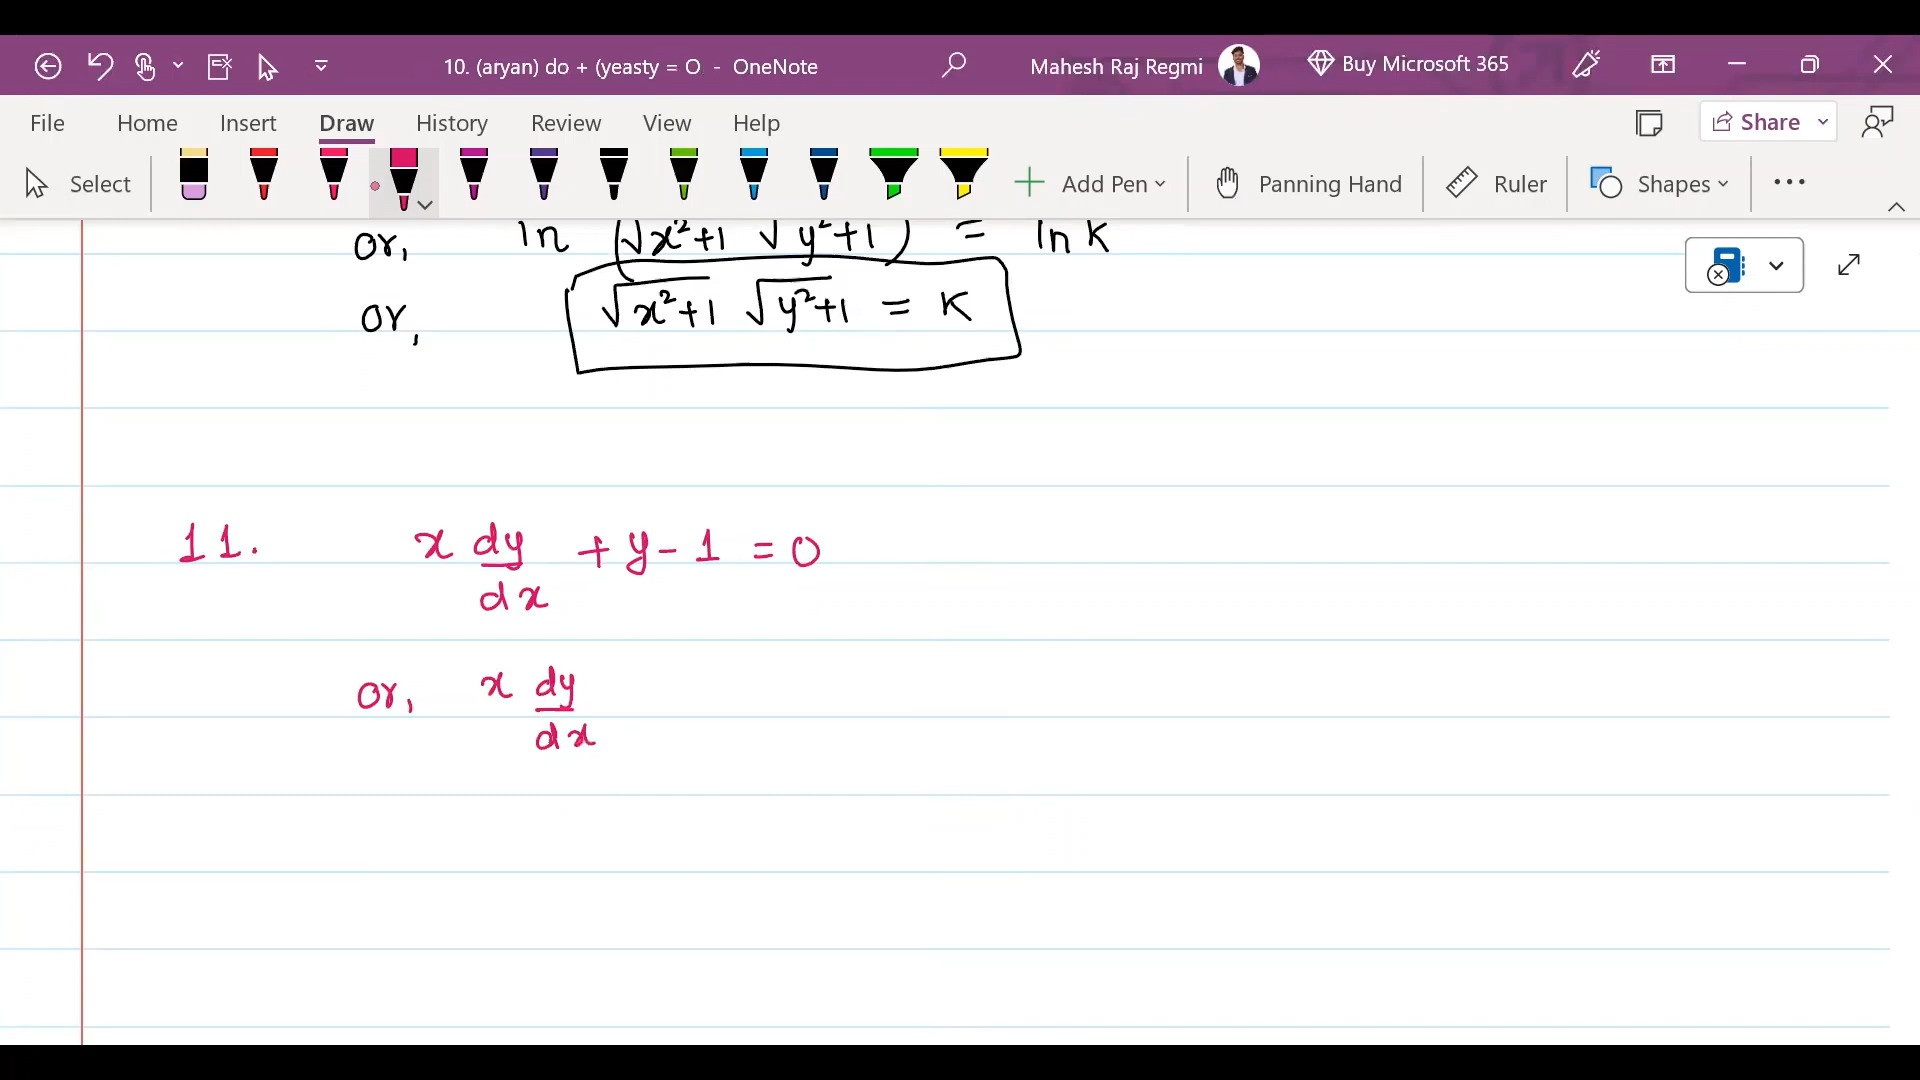 10. (aryan) do + (yeasty = O - OneNote
Mahesh Raj Regmi
Buy Microsoft 365
File Home Insert Draw History Review View Help
Share
Select
Add Pen
Panning Hand
Ruler
Shapes
or, ln (√x²+1 √y²+1) = ln K
or, √x²+1 √y²+1 = K
11. x dy/dx + y - 1 = 0
or, x dy/dx